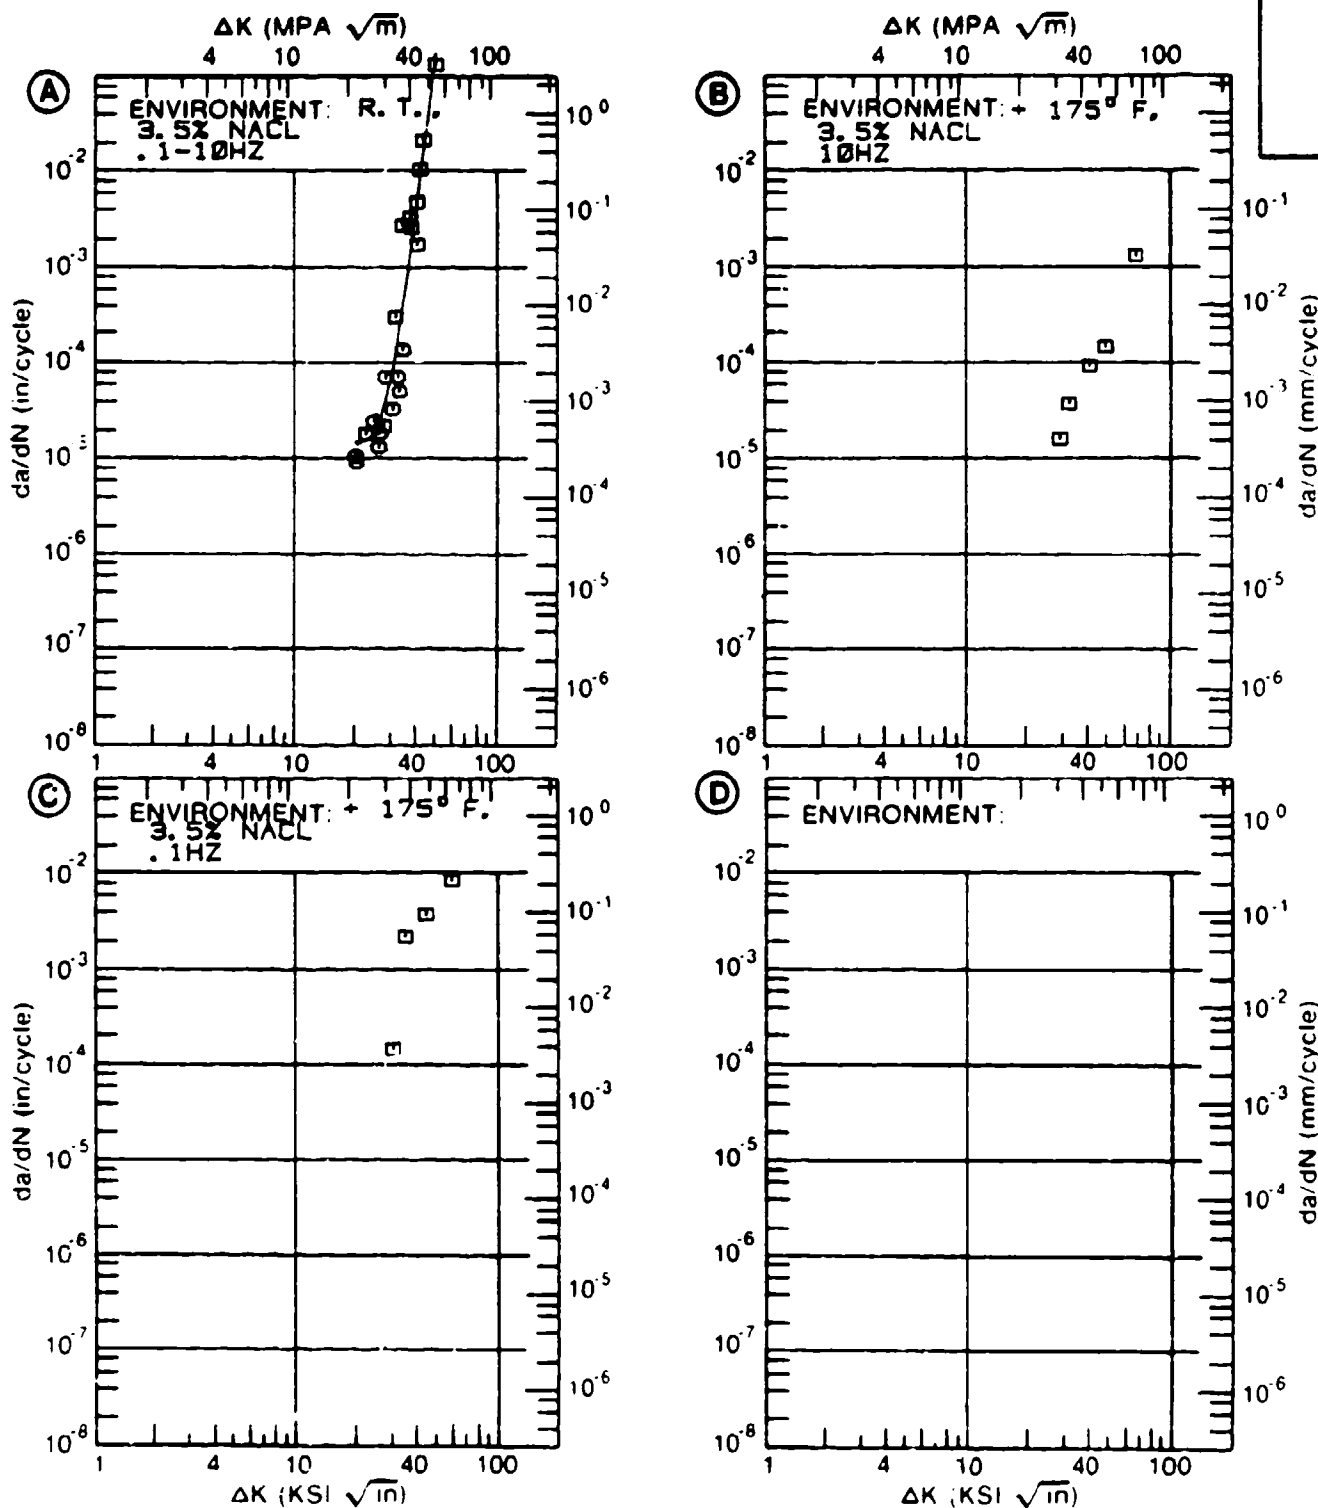 ΔK (MPA √m)
4 10 40 100
A
ENVIRONMENT: R. T.,
3.5% NACL
.1-10HZ
da/dN (in/cycle)
10^-2
10^-3
10^-4
10^-5
10^-6
10^-7
10^-8
10^0
10^-1
10^-2
10^-3
10^-4
10^-5
10^-6
1 4 10 40 100
ΔK (MPA √m)
4 10 40 100
B
ENVIRONMENT: + 175° F.
3.5% NACL
10HZ
10^-2
10^-3
10^-4
10^-5
10^-6
10^-7
10^-8
10^-1
10^-2
10^-3
10^-4
10^-5
10^-6
da/dN (mm/cycle)
1 4 10 40 100
C
ENVIRONMENT: + 175° F.
3.5% NACL
.1HZ
da/dN (in/cycle)
10^-2
10^-3
10^-4
10^-5
10^-6
10^-7
10^-8
10^0
10^-1
10^-2
10^-3
10^-4
10^-5
10^-6
1 4 10 40 100
ΔK (KSI √in)
D
ENVIRONMENT:
10^-2
10^-3
10^-4
10^-5
10^-6
10^-7
10^-8
10^0
10^-1
10^-2
10^-3
10^-4
10^-5
10^-6
da/dN (mm/cycle)
1 4 10 40 100
ΔK (KSI √in)